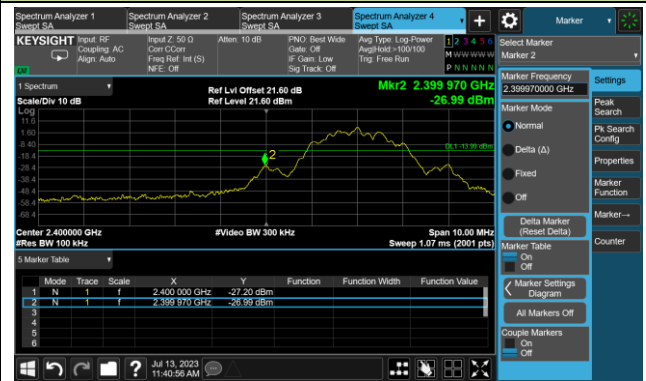 Spectrum Analyzer 1
Swept SA
Spectrum Analyzer 2
Swept SA
Spectrum Analyzer 3
Swept SA
Spectrum Analyzer 4
Swept SA
Marker
KEYSIGHT
Input: RF
Coupling: AC
Align: Auto
Input Z: 50 Ω
Corr CCorr
Freq Ref: Int (S)
NFE: Off
Atten: 10 dB
PNO: Best Wide
Gate: Off
IF Gain: Low
Sig Track: Off
Avg Type: Log-Power
Avg|Hold:>100/100
Trig: Free Run
1 2 3 4 5 6
M W W W W W
P N N N N N
LXI
Select Marker
Marker 2
1 Spectrum
Scale/Div 10 dB
Log
Ref Lvl Offset 21.60 dB
Ref Level 21.60 dBm
Mkr2 2.399 970 GHz
-26.99 dBm
11.6
1.60
-8.40
-18.4
-28.4
-38.4
-48.4
-58.4
-68.4
DL1 -13.99 dBm
2
Center 2.400000 GHz
#Res BW 100 kHz
#Video BW 300 kHz
Span 10.00 MHz
Sweep 1.07 ms (2001 pts)
5 Marker Table
Mode Trace Scale X Y Function Function Width Function Value
1 N 1 f 2.400 000 GHz -27.20 dBm
2 N 1 f 2.399 970 GHz -26.99 dBm
3
4
5
6
Marker Frequency
2.399970000 GHz
Marker Mode
Normal
Delta (Δ)
Fixed
Off
Delta Marker
(Reset Delta)
Marker Table
On
Off
Marker Settings
Diagram
All Markers Off
Couple Markers
On
Off
Settings
Peak
Search
Pk Search
Config
Properties
Marker
Function
Marker→
Counter
Jul 13, 2023
11:40:56 AM